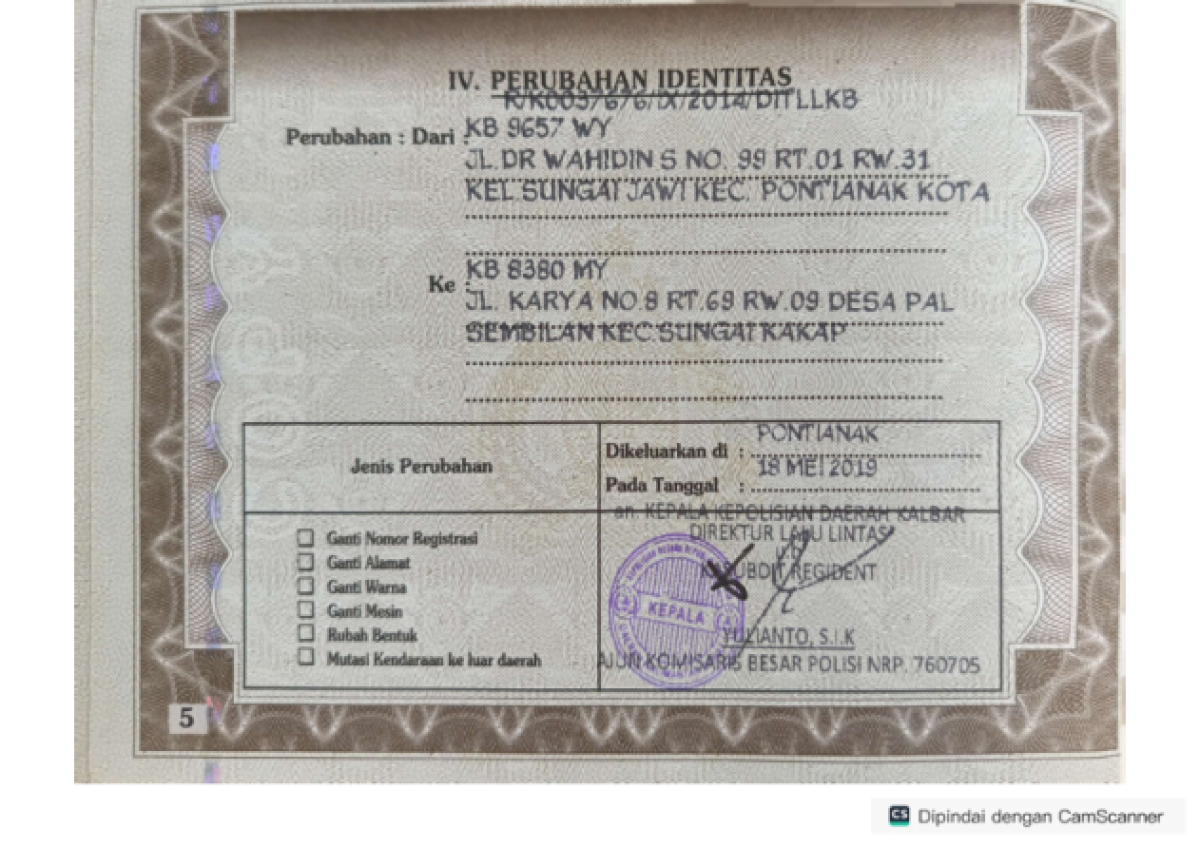 IV. PERUBAHAN IDENTITAS
/2014/DITLLKB
Perubahan : Dari : KB 9657 WY
JL. DR WAHIDIN S NO. 99 RT.01 RW.31
KEL.SUNGAI JAWI KEC. PONTIANAK KOTA
Ke : KB 8380 MY
JL. KARYA NO.8 RT.69 RW.09 DESA PAL
SEMBILAN KEC.SUNGAI KAKAP
Jenis Perubahan
Dikeluarkan di : PONTIANAK
Pada Tanggal : 18 MEI 2019
Ganti Nomor Registrasi
Ganti Alamat
Ganti Warna
Ganti Mesin
Rubah Bentuk
Mutasi Kendaraan ke luar daerah
an. KEPALA KEPOLISIAN DAERAH KALBAR
DIREKTUR LALU LINTAS
KASUBDIT REGIDENT
KEPALA
YULIANTO, S.I.K
AJUN KOMISARIS BESAR POLISI NRP. 760705
5
CS Dipindai dengan CamScanner